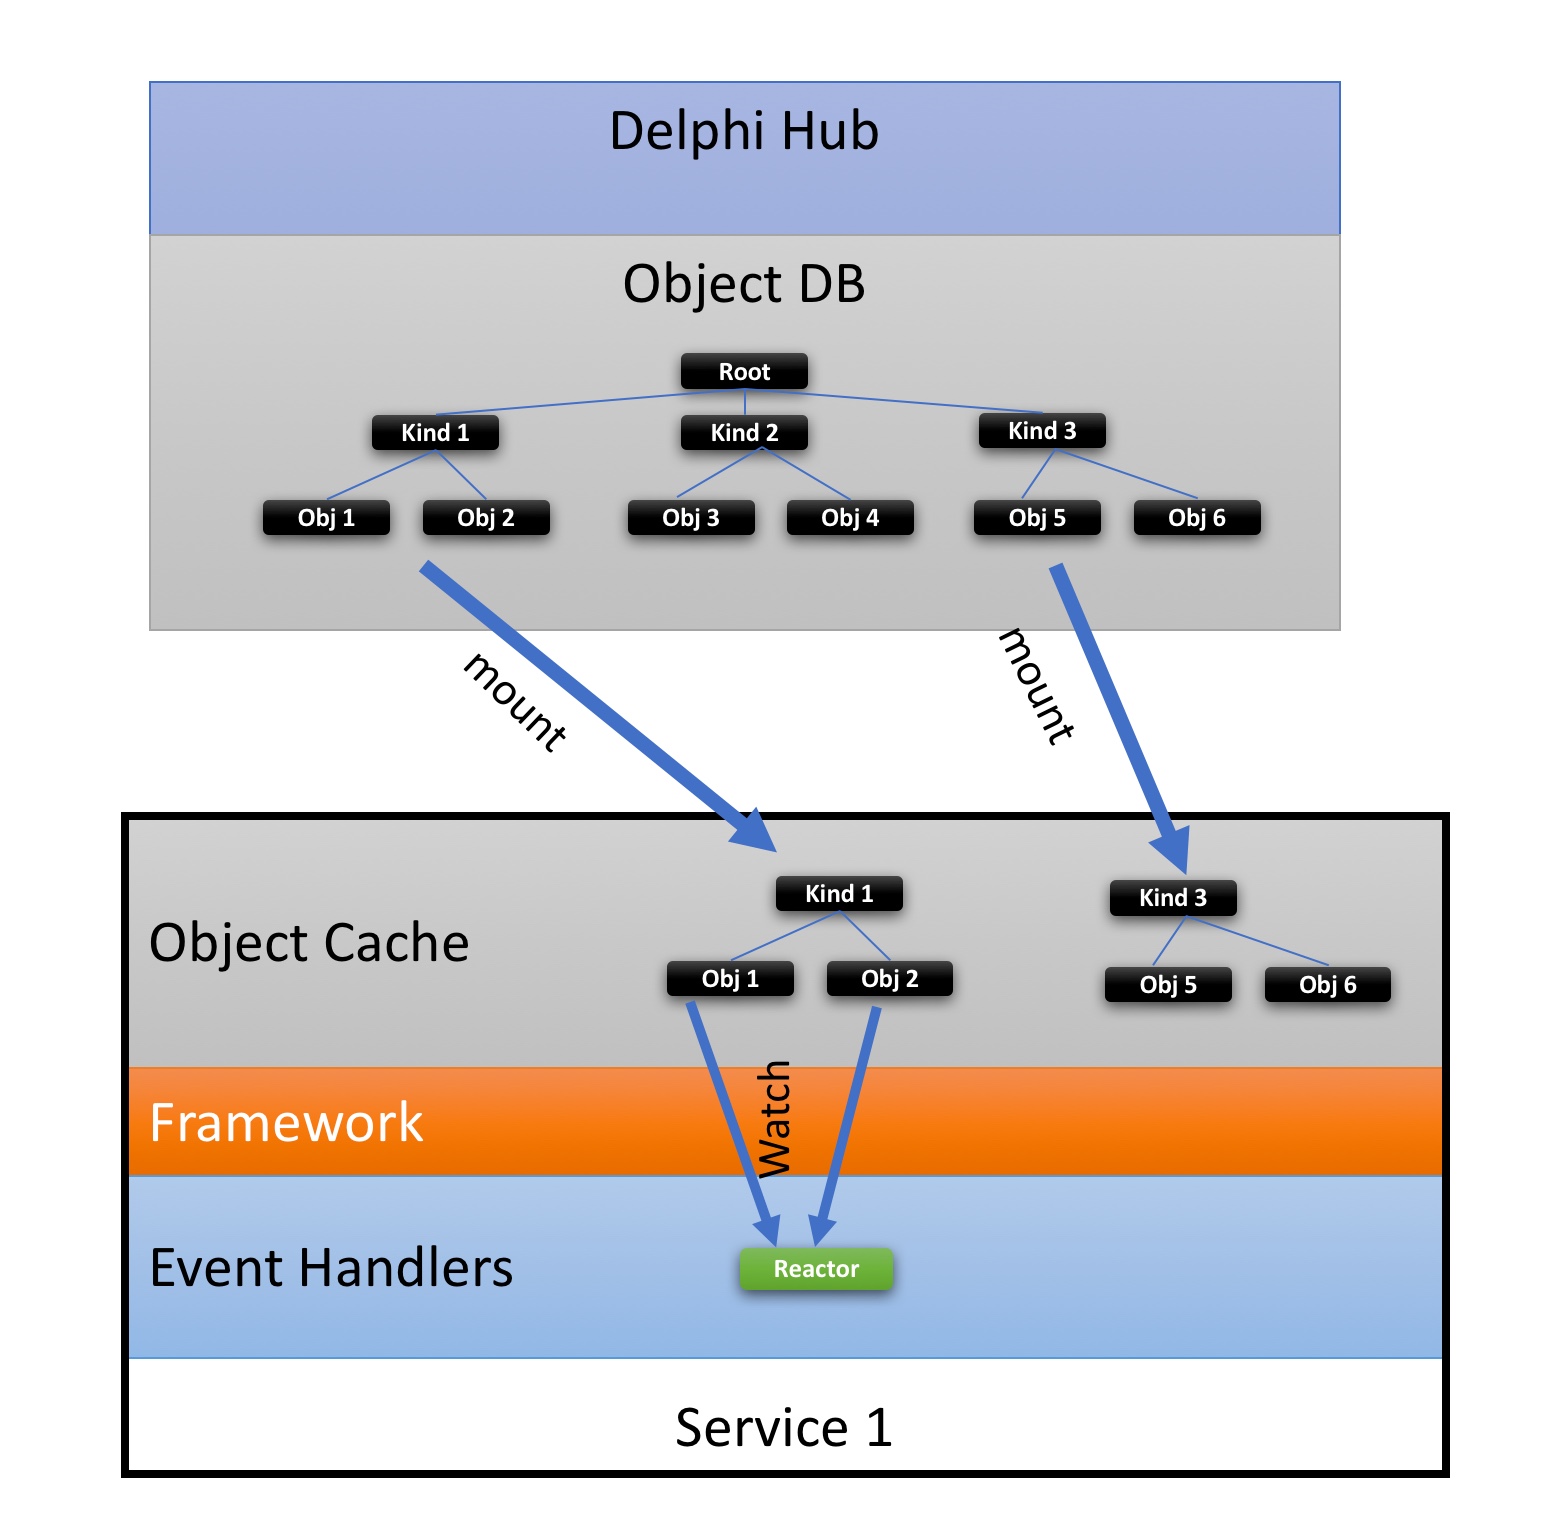 Delphi Hub
Object DB
Root
Kind 1
Kind 2
Kind 3
Obj 1
Obj 2
Obj 3
Obj 4
Obj 5
Obj 6
mount
mount
Object Cache
Kind 1
Kind 3
Obj 1
Obj 2
Obj 5
Obj 6
Watch
Framework
Event Handlers
Reactor
Service 1